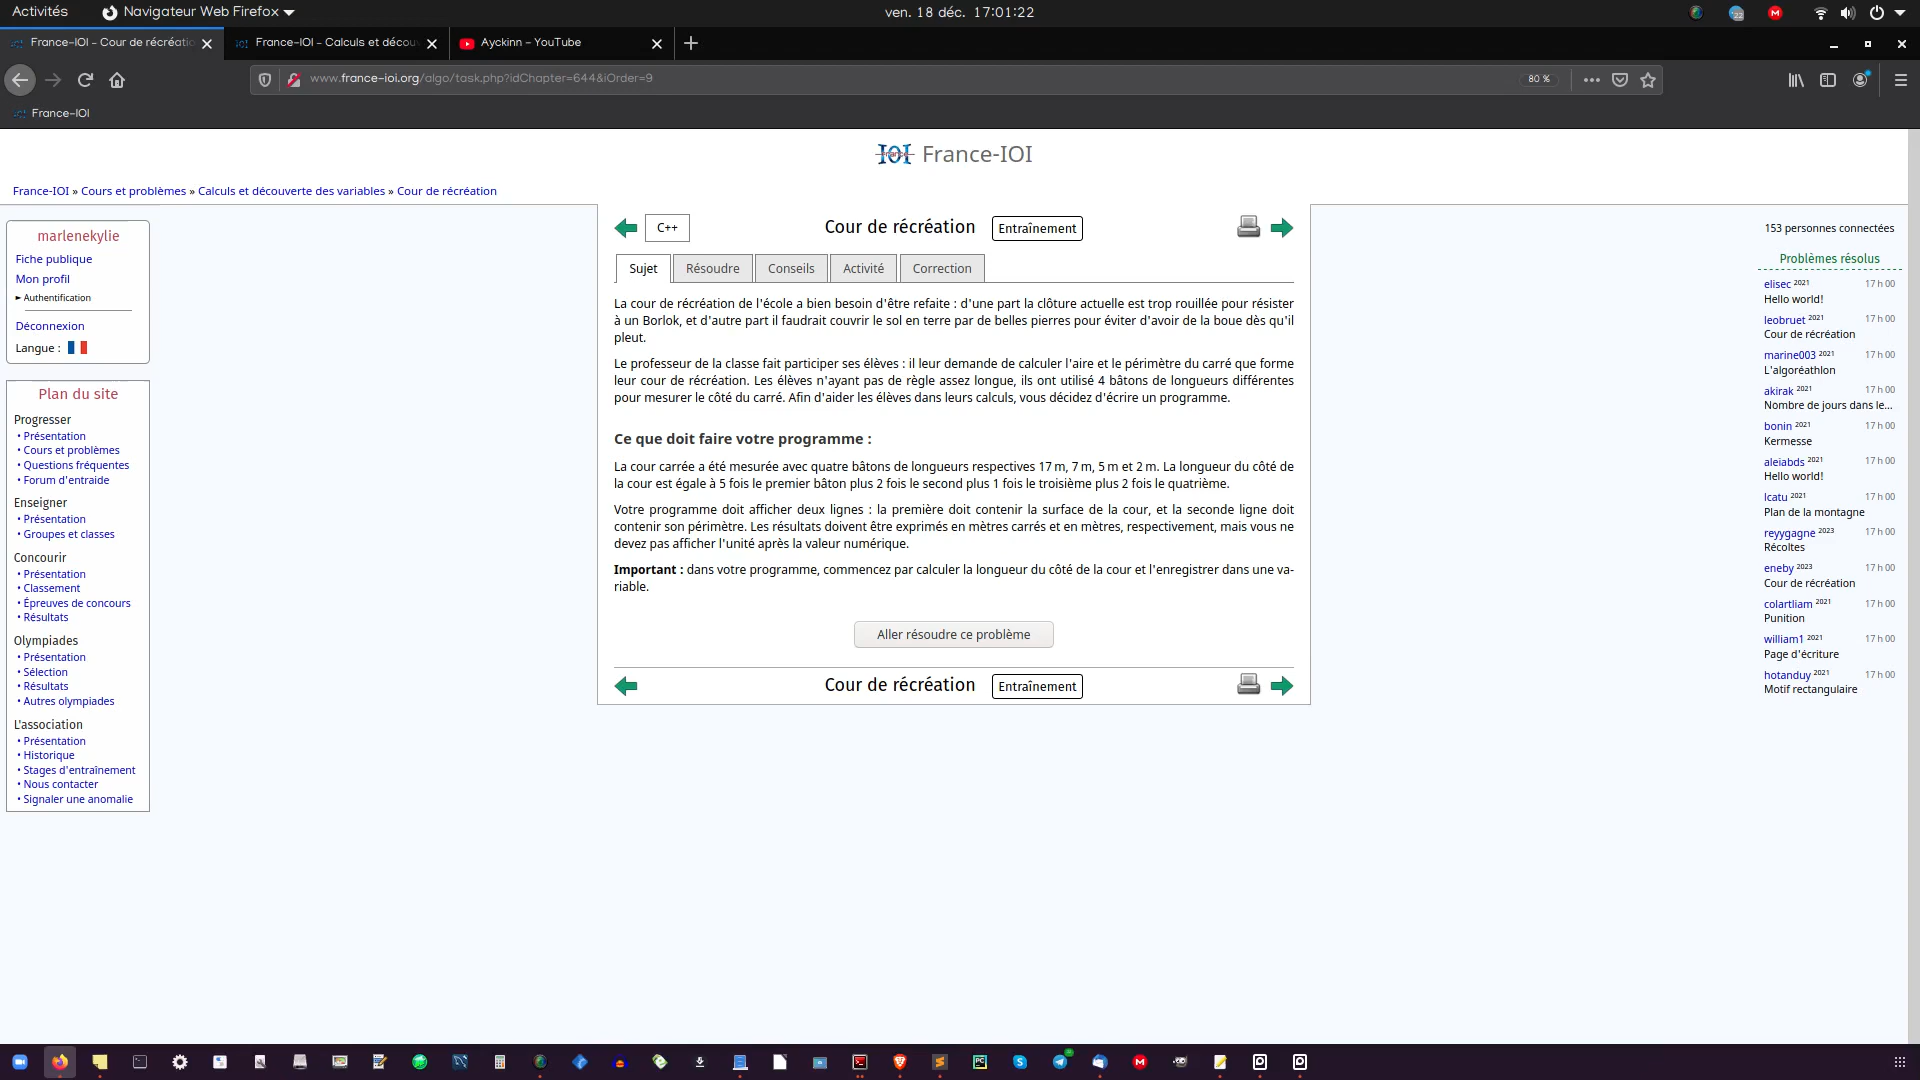 Activités
Navigateur Web Firefox
ven. 18 déc. 17:01:22
France-IOI - Cour de récréatio
France-IOI - Calculs et décou
Ayckinn - YouTube
www.france-ioi.org/algo/task.php?idChapter=644&iOrder=9
80 %
France-IOI
France-IOI
France-IOI » Cours et problèmes » Calculs et découverte des variables » Cour de récréation
marlenekylie
Fiche publique
Mon profil
► Authentification
Déconnexion
Langue :
Plan du site
Progresser
• Présentation
• Cours et problèmes
• Questions fréquentes
• Forum d'entraide
Enseigner
• Présentation
• Groupes et classes
Concourir
• Présentation
• Classement
• Épreuves de concours
• Résultats
Olympiades
• Présentation
• Sélection
• Résultats
• Autres olympiades
L'association
• Présentation
• Historique
• Stages d'entraînement
• Nous contacter
• Signaler une anomalie
C++
Cour de récréation
Entraînement
Sujet
Résoudre
Conseils
Activité
Correction
La cour de récréation de l'école a bien besoin d'être refaite : d'une part la clôture actuelle est trop rouillée pour résister
à un Borlok, et d'autre part il faudrait couvrir le sol en terre par de belles pierres pour éviter d'avoir de la boue dès qu'il
pleut.
Le professeur de la classe fait participer ses élèves : il leur demande de calculer l'aire et le périmètre du carré que forme
leur cour de récréation. Les élèves n'ayant pas de règle assez longue, ils ont utilisé 4 bâtons de longueurs différentes
pour mesurer le côté du carré. Afin d'aider les élèves dans leurs calculs, vous décidez d'écrire un programme.
Ce que doit faire votre programme :
La cour carrée a été mesurée avec quatre bâtons de longueurs respectives 17 m, 7 m, 5 m et 2 m. La longueur du côté de
la cour est égale à 5 fois le premier bâton plus 2 fois le second plus 1 fois le troisième plus 2 fois le quatrième.
Votre programme doit afficher deux lignes : la première doit contenir la surface de la cour, et la seconde ligne doit
contenir son périmètre. Les résultats doivent être exprimés en mètres carrés et en mètres, respectivement, mais vous ne
devez pas afficher l'unité après la valeur numérique.
Important : dans votre programme, commencez par calculer la longueur du côté de la cour et l'enregistrer dans une va-
riable.
Aller résoudre ce problème
Cour de récréation
Entraînement
153 personnes connectées
Problèmes résolus
elisec 2021 17 h 00
Hello world!
leobruet 2021 17 h 00
Cour de récréation
marine003 2021 17 h 00
L'algoréathlon
akirak 2021 17 h 00
Nombre de jours dans le...
bonin 2021 17 h 00
Kermesse
aleiabds 2021 17 h 00
Hello world!
lcatu 2021 17 h 00
Plan de la montagne
reyygagne 2023 17 h 00
Récoltes
eneby 2023 17 h 00
Cour de récréation
colartliam 2021 17 h 00
Punition
william1 2021 17 h 00
Page d'écriture
hotanduy 2021 17 h 00
Motif rectangulaire